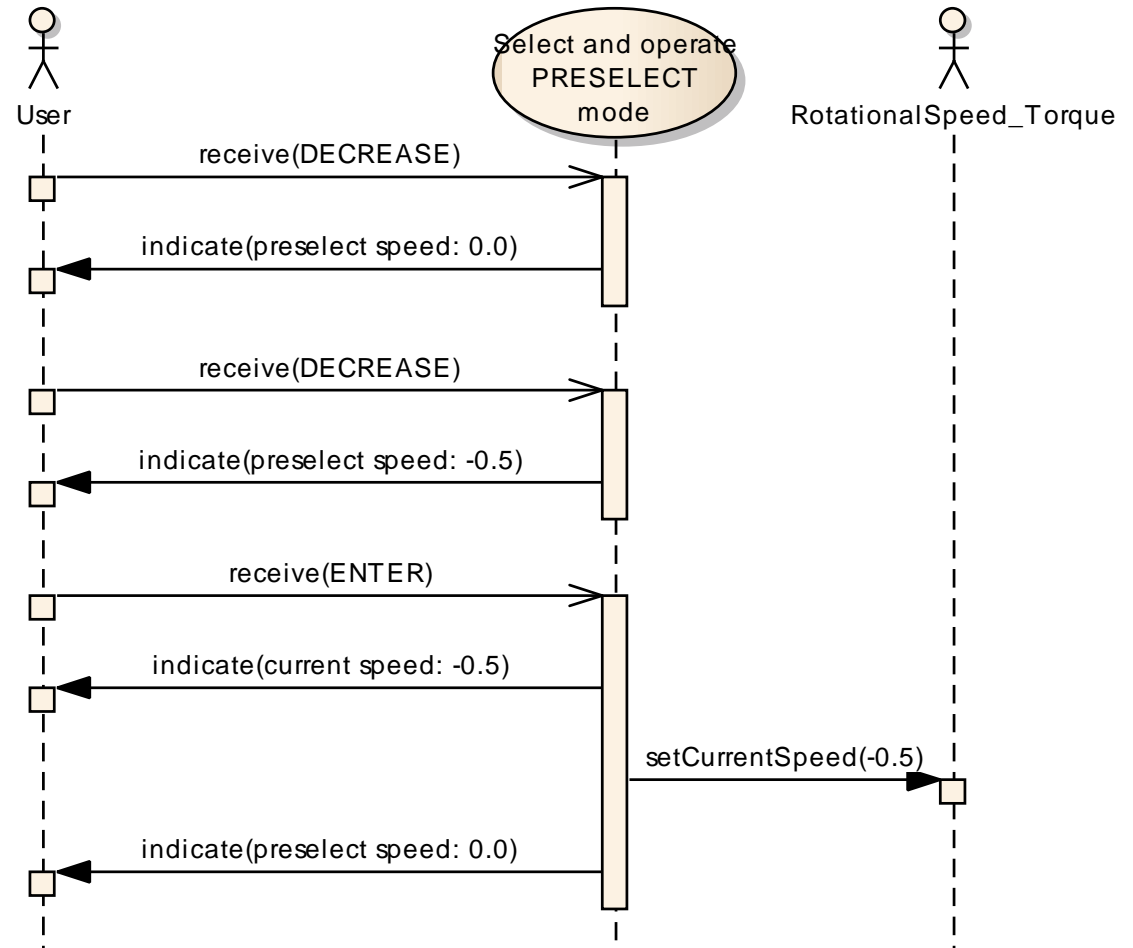 Select and operate
PRESELECT
mode
User
RotationalSpeed_Torque
receive(DECREASE)
indicate(preselect speed: 0.0)
receive(DECREASE)
indicate(preselect speed: -0.5)
receive(ENTER)
indicate(current speed: -0.5)
setCurrentSpeed(-0.5)
indicate(preselect speed: 0.0)